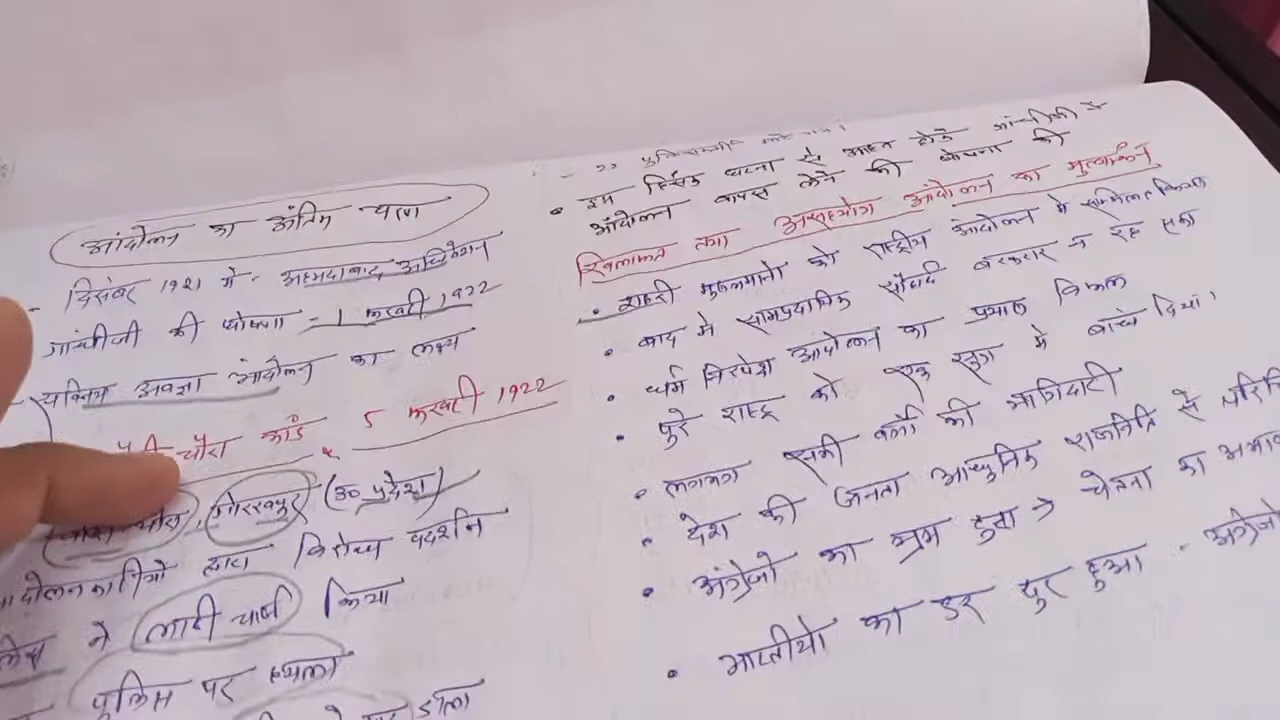 आंदोलन का अंतिम चरण
- दिसंबर 1921 में - अहमदाबाद अधिवेशन
गांधीजी की घोषणा - 1 फरवरी 1922
सविनय अवज्ञा आंदोलन का लक्ष्य
चौरा कांड 5 फरवरी 1922
गोरखपुर (उ० प्रदेश)
द्वारा विरोध प्रदर्शन
ने लाठी चार्ज किया
पुलिस पर हमला
डाला
• इस हिंसक घटना से आहत होके गांधीजी ने
आंदोलन वापस लेने की घोषणा की
खिलाफत तथा असहयोग आंदोलन का मुल्यांकन
• शहरी मुसलमानो को राष्ट्रीय आंदोलन में सम्मिलित किया
• बाद में साम्प्रदायिक सौहार्द बरकरार न रह सका
• धर्म निरपेक्ष आंदोलन का प्रयास विफल
• पुरे राष्ट्र को एक सुत्र में बांध दिया।
• लगभग सभी वर्गो की भागिदारी
• देश की जनता आधुनिक राजनिति से
• अंग्रेजो का भ्रम टुटा → चेतना का अभाव
• भारतीयो का डर दुर हुआ - अंग्रेजो